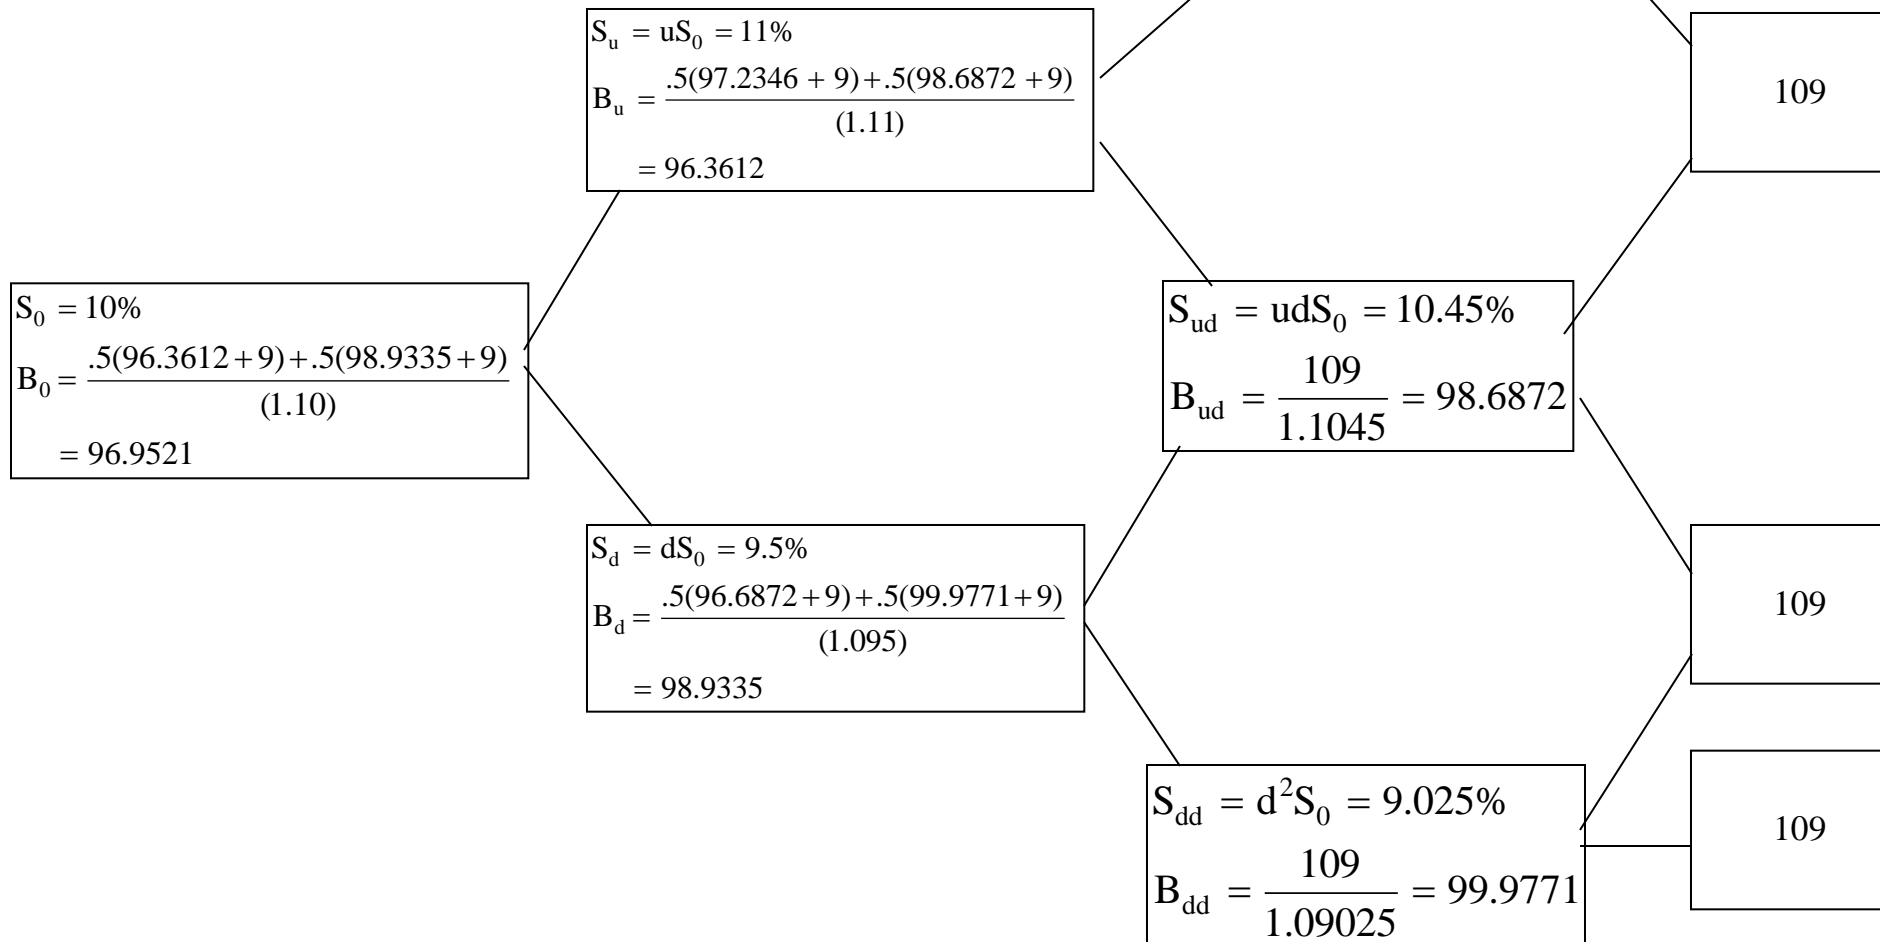 S_u = uS_0 = 11%
B_u = .5(97.2346 + 9)+.5(98.6872 +9) / (1.11)
= 96.3612
109
S_0 = 10%
B_0 = .5(96.3612+9)+.5(98.9335+9) / (1.10)
= 96.9521
S_ud = udS_0 = 10.45%
B_ud = 109 / 1.1045 = 98.6872
S_d = dS_0 = 9.5%
B_d = .5(96.6872+9)+.5(99.9771+9) / (1.095)
= 98.9335
109
S_dd = d^2S_0 = 9.025%
B_dd = 109 / 1.09025 = 99.9771
109